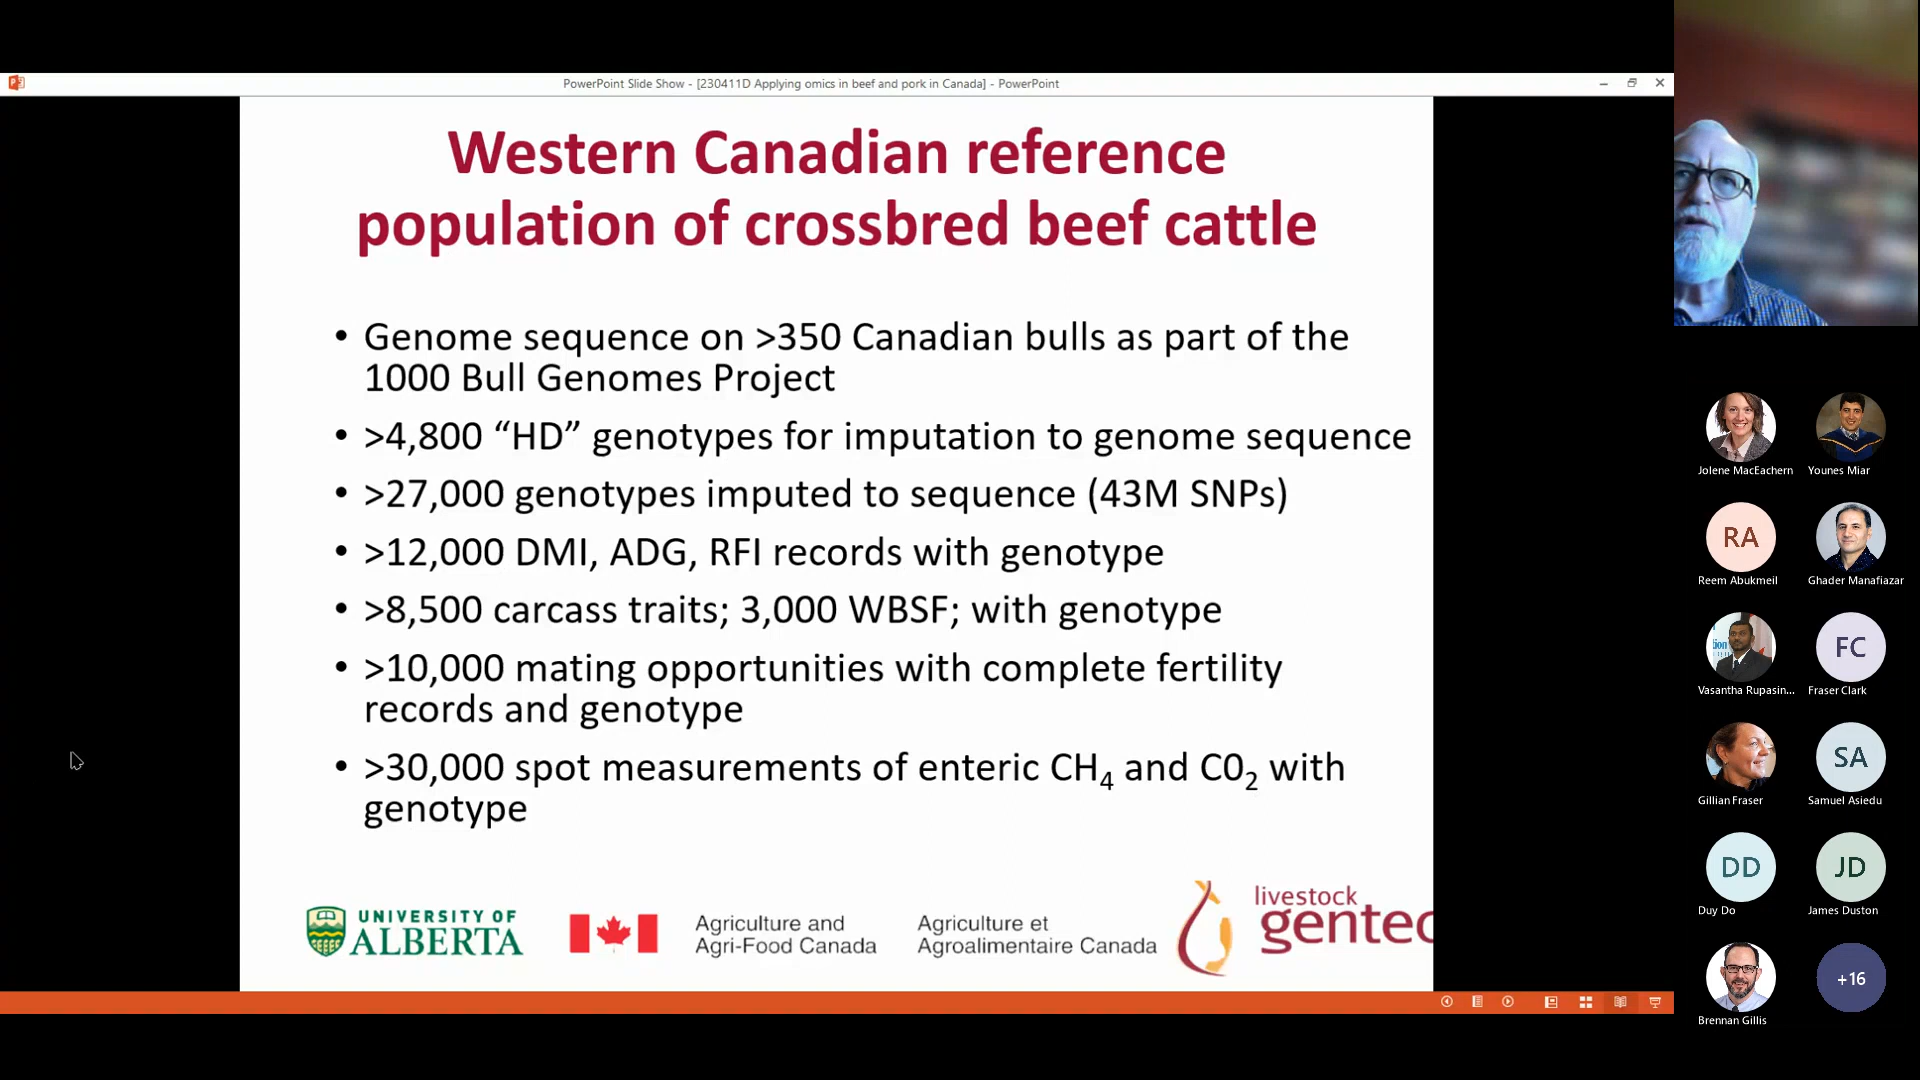 PowerPoint Slide Show - [230411D Applying omics in beef and pork in Canada] - PowerPoint
Western Canadian reference
population of crossbred beef cattle
• Genome sequence on >350 Canadian bulls as part of the
1000 Bull Genomes Project
• >4,800 “HD” genotypes for imputation to genome sequence
• >27,000 genotypes imputed to sequence (43M SNPs)
• >12,000 DMI, ADG, RFI records with genotype
• >8,500 carcass traits; 3,000 WBSF; with genotype
• >10,000 mating opportunities with complete fertility
records and genotype
• >30,000 spot measurements of enteric CH4 and C02 with
genotype
UNIVERSITY OF
ALBERTA
Agriculture and
Agri-Food Canada
Agriculture et
Agroalimentaire Canada
livestock
gentec
Jolene MacEachern
Younes Miar
RA
Reem Abukmeil
Ghader Manafiazar
Vasantha Rupasin...
FC
Fraser Clark
Gillian Fraser
SA
Samuel Asiedu
DD
Duy Do
JD
James Duston
Brennan Gillis
+16